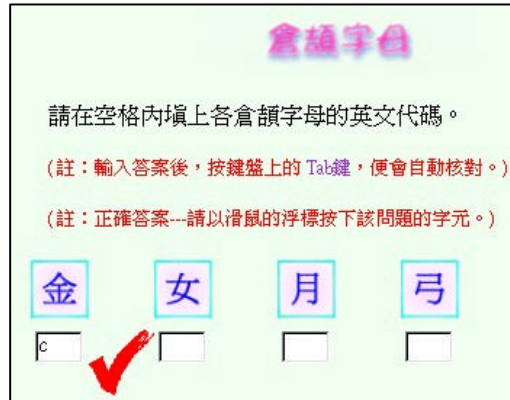 倉頡字母
請在空格內填上各倉頡字母的英文代碼。
(註：輸入答案後，按鍵盤上的 Tab鍵，便會自動核對。)
(註：正確答案---請以滑鼠的浮標按下該問題的字元。)
金 女 月 弓
c